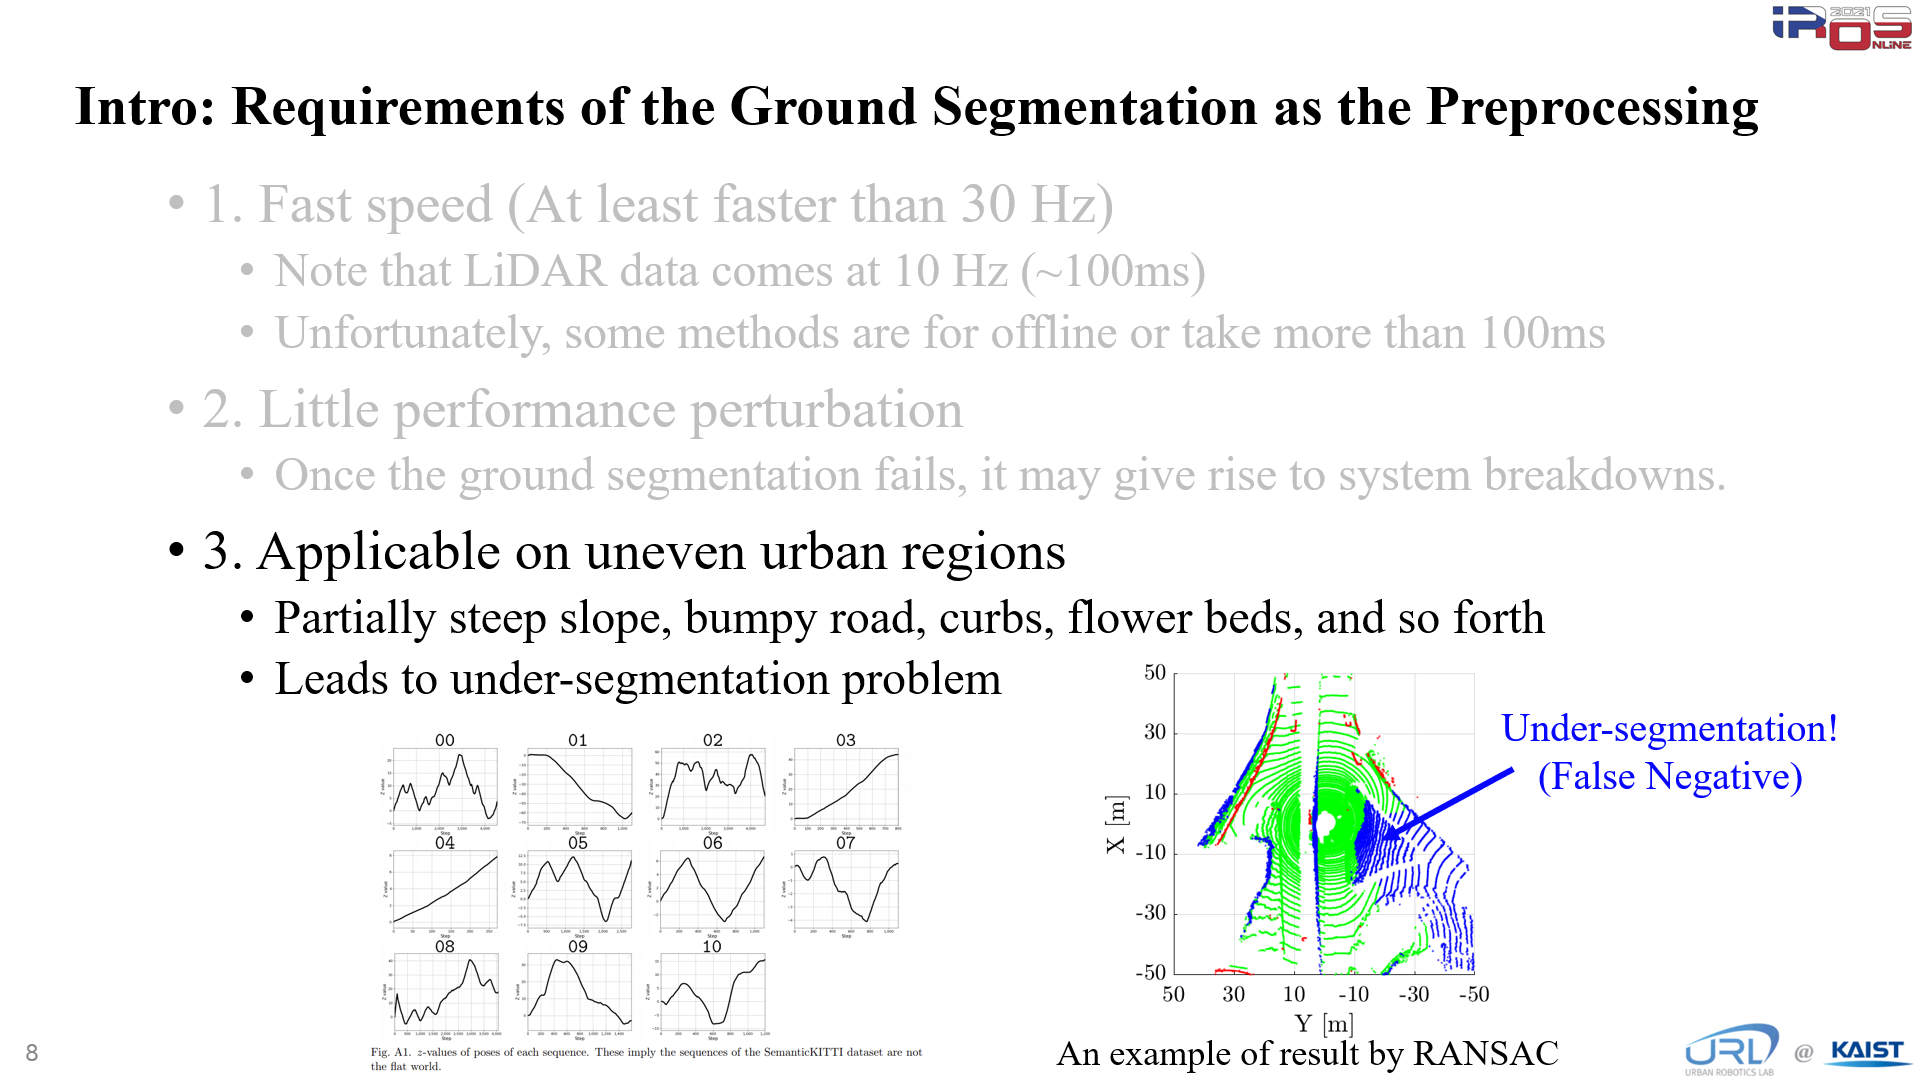 2021
IROS
ONLINE
Intro: Requirements of the Ground Segmentation as the Preprocessing
• 1. Fast speed (At least faster than 30 Hz)
• Note that LiDAR data comes at 10 Hz (~100ms)
• Unfortunately, some methods are for offline or take more than 100ms
• 2. Little performance perturbation
• Once the ground segmentation fails, it may give rise to system breakdowns.
• 3. Applicable on uneven urban regions
• Partially steep slope, bumpy road, curbs, flower beds, and so forth
• Leads to under-segmentation problem
00 01 02 03
04 05 06 07
08 09 10
Z value
Step
Fig. A1. z-values of poses of each sequence. These imply the sequences of the SemanticKITTI dataset are not
the flat world.
50
30
10
-10
-30
-50
X [m]
50 30 10 -10 -30 -50
Y [m]
Under-segmentation!
(False Negative)
An example of result by RANSAC
8
URL
URBAN ROBOTICS LAB
@
KAIST